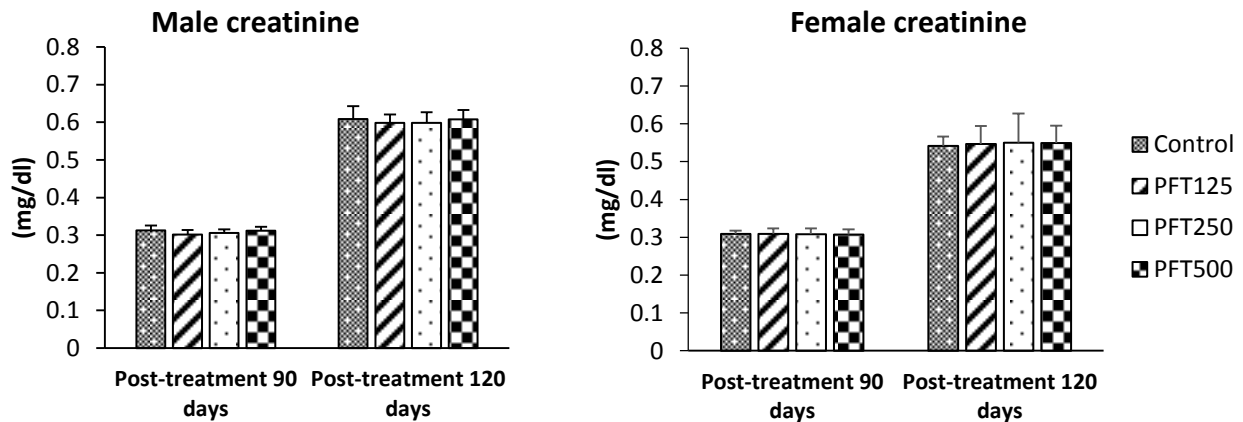 Male creatinine
0.8
0.7
0.6
0.5
0.4
0.3
0.2
0.1
0
(mg/dl)
Post-treatment 90
days
Post-treatment 120
days
Female creatinine
0.8
0.7
0.6
0.5
0.4
0.3
0.2
0.1
0
(mg/dl)
Post-treatment 90
days
Post-treatment 120
days
Control
PFT125
PFT250
PFT500